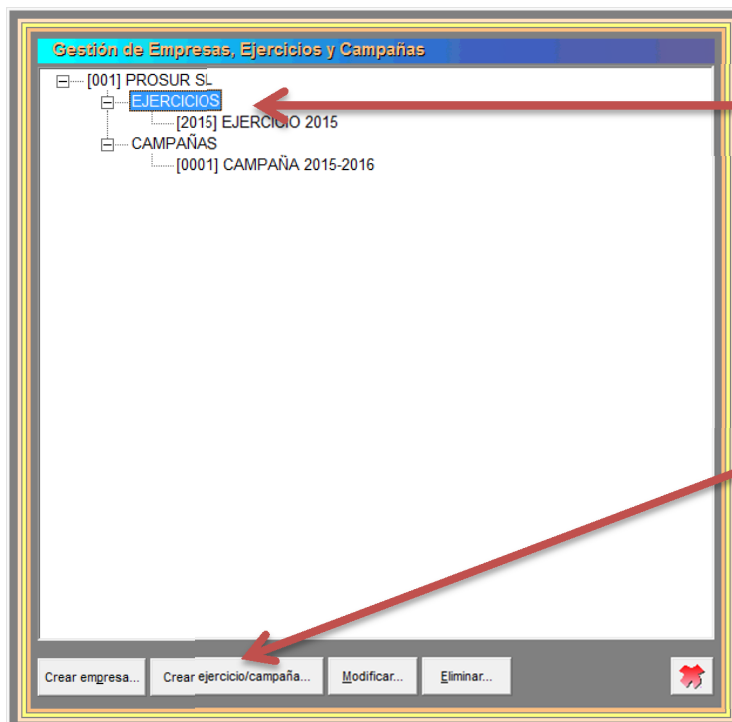 Gestión de Empresas, Ejercicios y Campañas
[001] PROSUR SL
EJERCICIOS
[2015] EJERCICIO 2015
CAMPAÑAS
[0001] CAMPAÑA 2015-2016
Crear empresa... Crear ejercicio/campaña... Modificar... Eliminar...